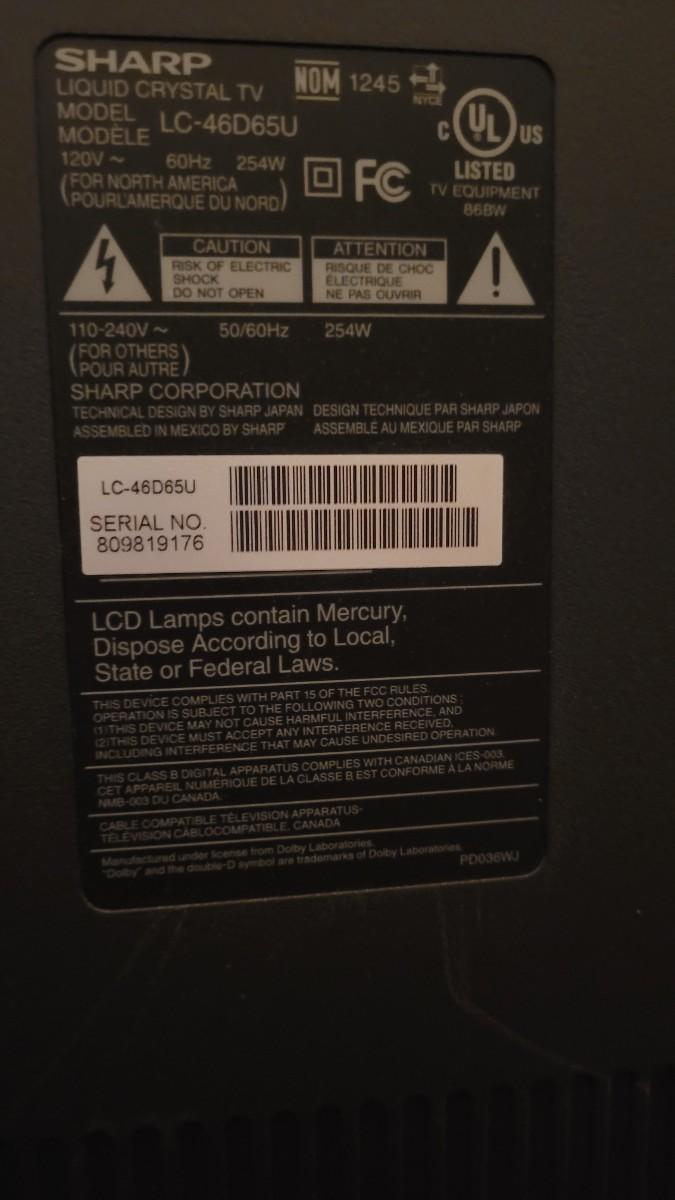 SHARP
LIQUID CRYSTAL TV
NOM 1245
NYCE
MODEL
MODÈLE LC-46D65U
C UL US
LISTED
TV EQUIPMENT
86BW
120V ~ 60Hz 254W
(FOR NORTH AMERICA
POUR L'AMERQUE DU NORD)
FC
CAUTION
RISK OF ELECTRIC
SHOCK
DO NOT OPEN
ATTENTION
RISQUE DE CHOC
ÉLECTRIQUE
NE PAS OUVRIR
110-240V ~ 50/60Hz 254W
(FOR OTHERS
POUR AUTRE)
SHARP CORPORATION
TECHNICAL DESIGN BY SHARP JAPAN DESIGN TECHNIQUE PAR SHARP JAPON
ASSEMBLED IN MEXICO BY SHARP ASSEMBLÉ AU MEXIQUE PAR SHARP
LC-46D65U
SERIAL NO.
809819176
LCD Lamps contain Mercury,
Dispose According to Local,
State or Federal Laws.
THIS DEVICE COMPLIES WITH PART 15 OF THE FCC RULES.
OPERATION IS SUBJECT TO THE FOLLOWING TWO CONDITIONS;
(1)THIS DEVICE MAY NOT CAUSE HARMFUL INTERFERENCE, AND
(2)THIS DEVICE MUST ACCEPT ANY INTERFERENCE RECEIVED,
INCLUDING INTERFERENCE THAT MAY CAUSE UNDESIRED OPERATION.
THIS CLASS B DIGITAL APPARATUS COMPLIES WITH CANADIAN ICES-003.
CET APPAREIL NUMÉRIQUE DE LA CLASSE B EST CONFORME À LA NORME
NMB-003 DU CANADA.
CABLE COMPATIBLE TÉLEVISION APPARATUS-
TÉLÉVISION CÂBLOCOMPATIBLE, CANADA
Manufactured under license from Dolby Laboratories.
"Dolby" and the double-D symbol are trademarks of Dolby Laboratories.
PD036WJ